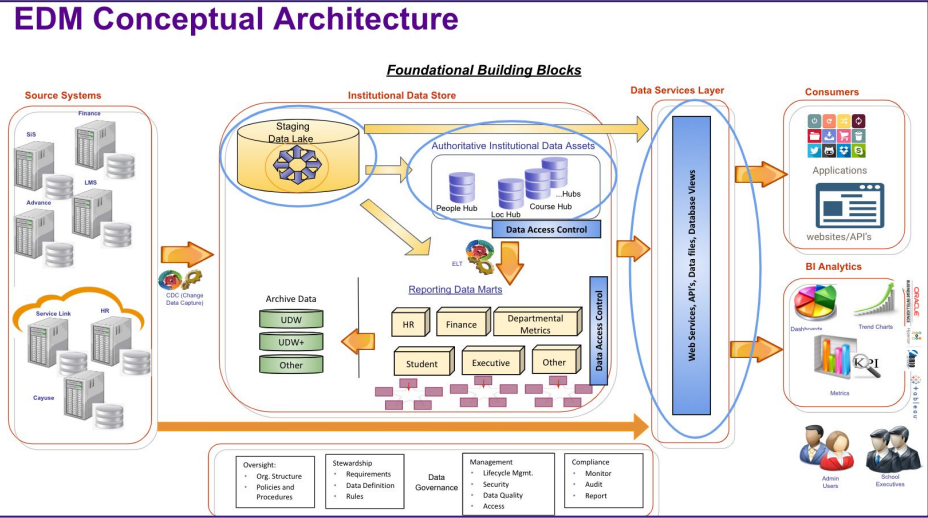 EDM Conceptual Architecture
Foundational Building Blocks
Source Systems
Finance
SiS
LMS
Advance
Service Link
HR
Cayuse
CDC (Change
Data Capture)
Institutional Data Store
Staging
Data Lake
Authoritative Institutional Data Assets
People Hub
Loc Hub
Course Hub
...Hubs
Data Access Control
ELT
Reporting Data Marts
HR
Finance
Departmental
Metrics
Student
Executive
Other
Data Access Control
Archive Data
UDW
UDW+
Other
Data Services Layer
Web Services, API's, Data files, Database Views
Consumers
Applications
websites/API's
BI Analytics
Dashboards
Trend Charts
KPI
Metrics
ORACLE
+tableau
Admin
Users
School
Executives
Oversight:
• Org. Structure
• Policies and
Procedures
Stewardship
• Requirements
• Data Definition
• Rules
Data
Governance
Management
• Lifecycle Mgmt.
• Security
• Data Quality
• Access
Compliance
• Monitor
• Audit
• Report